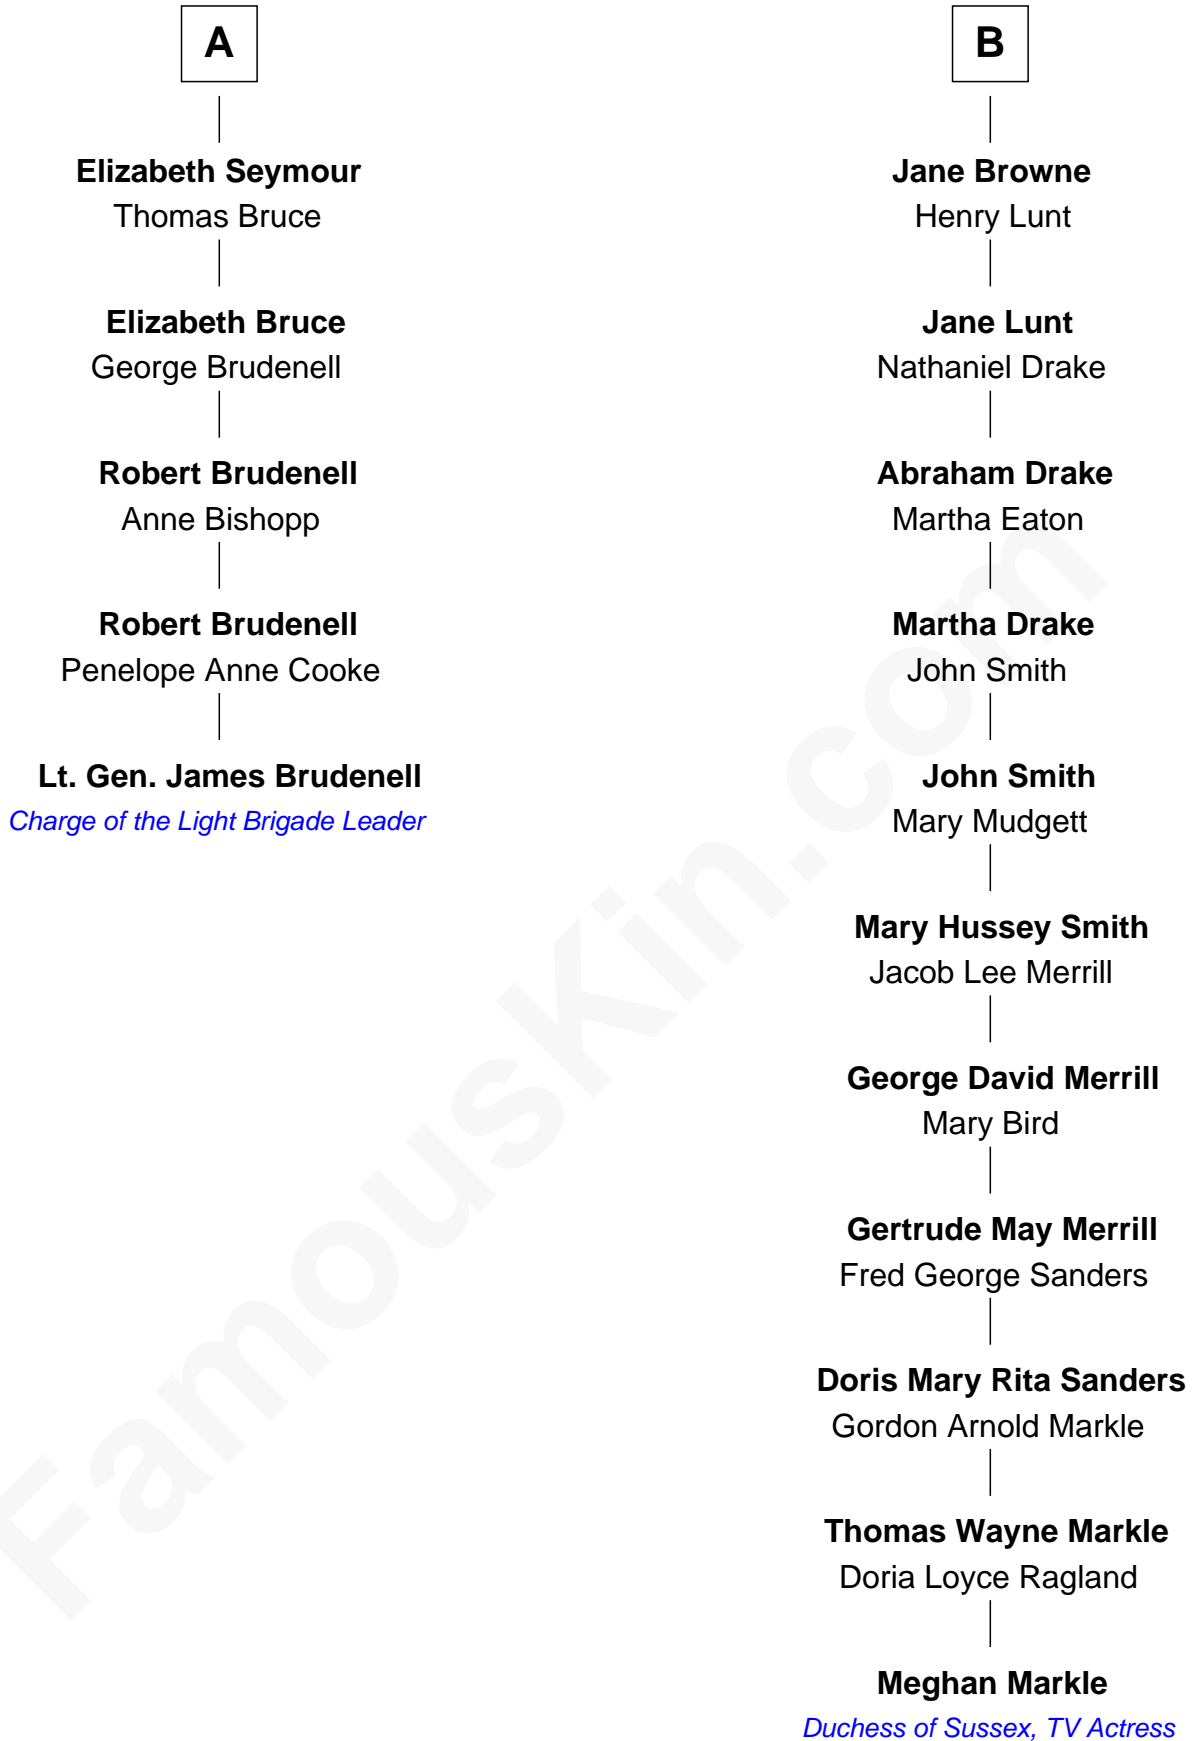 A
Elizabeth Seymour
Thomas Bruce
Elizabeth Bruce
George Brudenell
Robert Brudenell
Anne Bishopp
Robert Brudenell
Penelope Anne Cooke
Lt. Gen. James Brudenell
Charge of the Light Brigade Leader
B
Jane Browne
Henry Lunt
Jane Lunt
Nathaniel Drake
Abraham Drake
Martha Eaton
Martha Drake
John Smith
John Smith
Mary Mudgett
Mary Hussey Smith
Jacob Lee Merrill
George David Merrill
Mary Bird
Gertrude May Merrill
Fred George Sanders
Doris Mary Rita Sanders
Gordon Arnold Markle
Thomas Wayne Markle
Doria Loyce Ragland
Meghan Markle
Duchess of Sussex, TV Actress
FamousKin.com